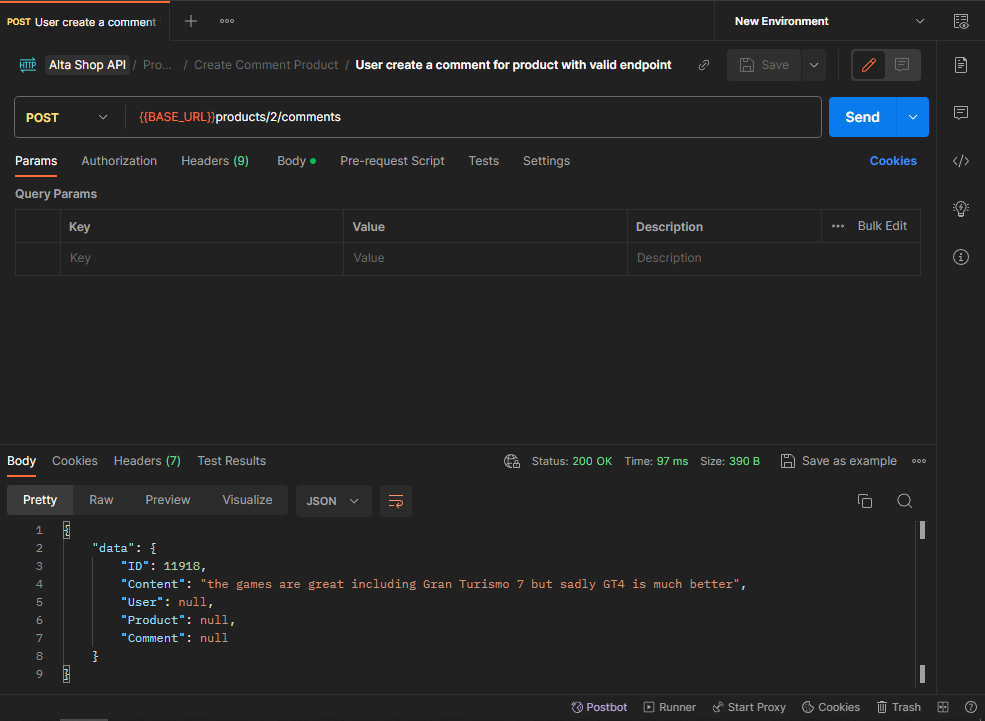 POST User create a comment
New Environment
HTTP Alta Shop API / Pro... / Create Comment Product / User create a comment for product with valid endpoint
Save
POST {{BASE_URL}}products/2/comments Send
Params Authorization Headers (9) Body Pre-request Script Tests Settings Cookies
Query Params
Key Value Description Bulk Edit
Key Value Description
Body Cookies Headers (7) Test Results Status: 200 OK Time: 97 ms Size: 390 B Save as example
Pretty Raw Preview Visualize JSON
1 {
2 "data": {
3 "ID": 11918,
4 "Content": "the games are great including Gran Turismo 7 but sadly GT4 is much better",
5 "User": null,
6 "Product": null,
7 "Comment": null
8 }
9 }
Postbot Runner Start Proxy Cookies Trash